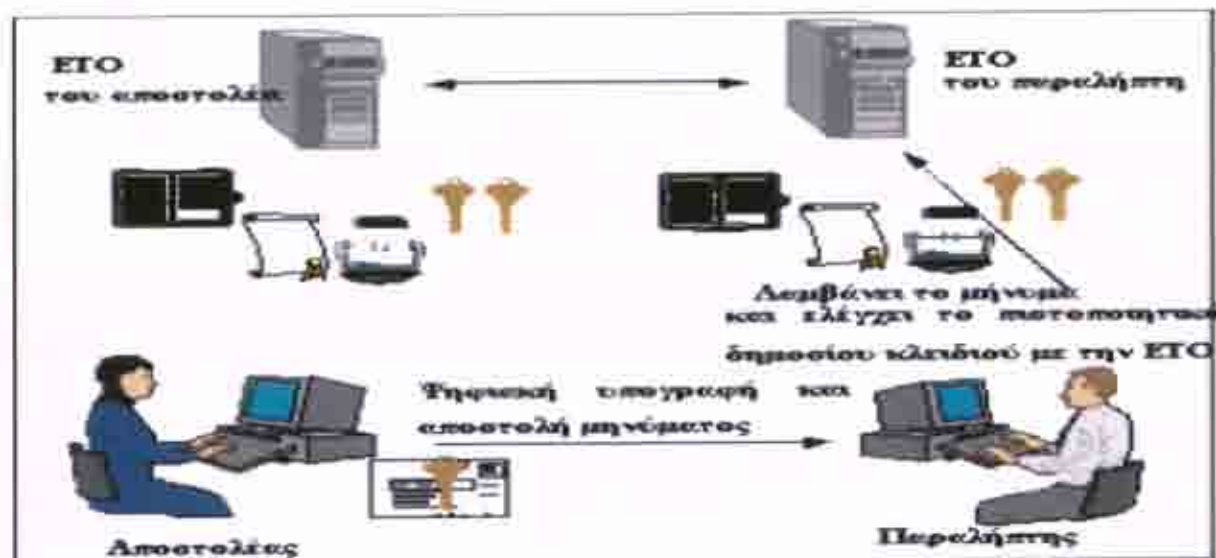 ΕΤΟ
του αποστολέα
ΕΤΟ
του παραλήπτη
Λαμβάνει το μήνυμα
και ελέγχει το πιστοποιητικό
δημοσίου κλειδιού με την ΕΤΟ
Ψηφιακή υπογραφή και
αποστολή μηνύματος
Αποστολέας
Παραλήπτης